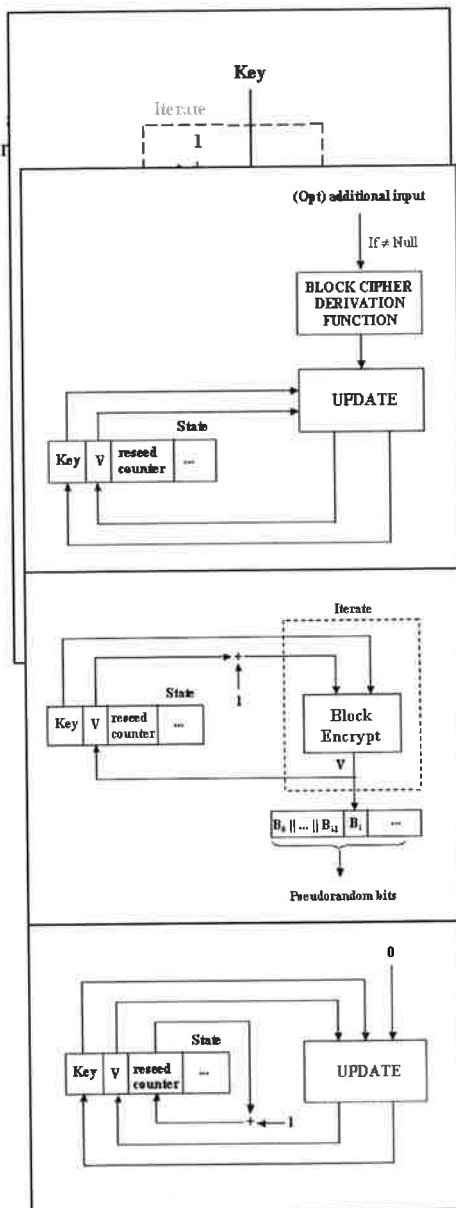 Key
Iterate
1
r
(Opt) additional input
If ≠ Null
BLOCK CIPHER
DERIVATION
FUNCTION
UPDATE
State
Key V reseed counter ...
Iterate
+
1
State
Key V reseed counter ...
Block
Encrypt
V
B₀ || ... || Bᵢ₋₁ Bᵢ ...
Pseudorandom bits
0
State
Key V reseed counter ...
UPDATE
+ 1